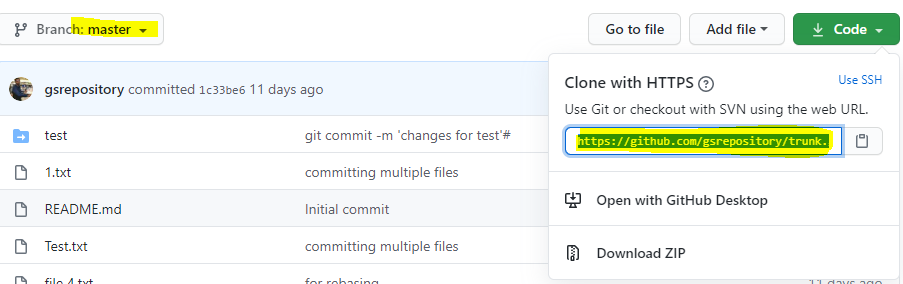 Branch: master
Go to file
Add file
Code
gsrepository committed 1c33be6 11 days ago
Clone with HTTPS
Use SSH
Use Git or checkout with SVN using the web URL.
https://github.com/gsrepository/trunk.
test git commit -m 'changes for test'#
1.txt committing multiple files
README.md Initial commit
Open with GitHub Desktop
Test.txt committing multiple files
Download ZIP
file 4.txt for rebasing 11 days ago